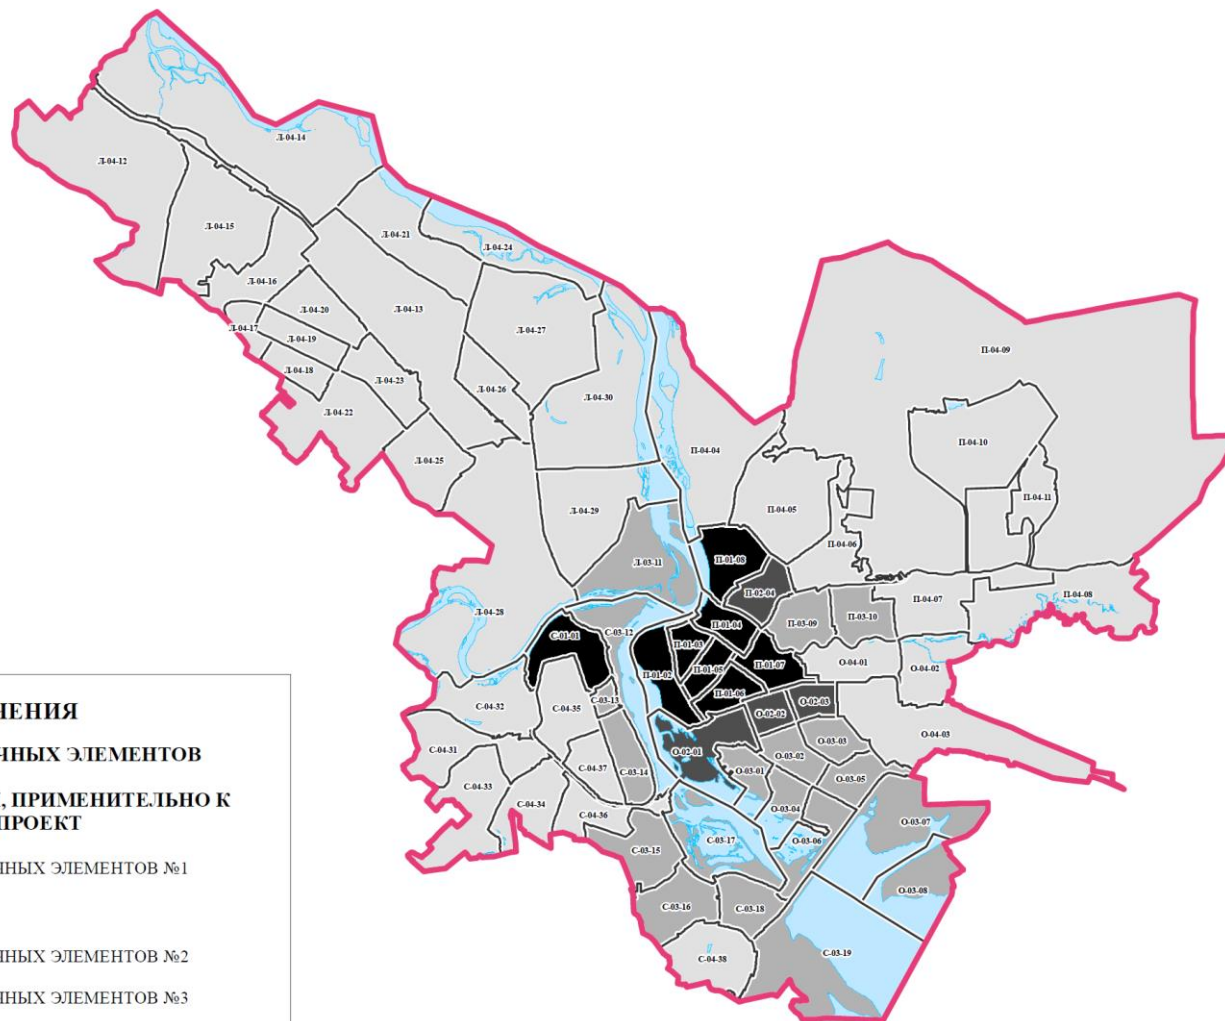 Л-04-14
Л-04-12
Л-04-15
Л-04-21
Л-04-24
Л-04-16
Л-04-20
Л-04-13
Л-04-17
Л-04-27
Л-04-19
Л-04-18
Л-04-23
Л-04-26
Л-04-30
Л-04-22
Л-04-25
Л-04-29
Л-03-11
Л-04-28
П-04-09
П-04-10
П-04-04
П-04-11
П-04-05
П-04-06
П-01-08
П-02-04
П-04-07
П-04-08
П-03-09
П-03-10
П-01-04
П-01-03
П-01-02
П-01-05
П-01-07
П-01-06
О-04-01
О-04-02
О-02-02
О-02-03
О-04-03
О-02-01
О-03-03
О-03-02
О-03-01
О-03-05
О-03-04
О-03-07
О-03-06
О-03-08
С-01-01
С-03-12
С-03-13
С-04-32
С-04-35
С-04-31
С-04-37
С-03-14
С-04-33
С-04-34
С-04-36
С-03-15
С-03-17
С-03-16
С-03-18
С-04-38
С-03-19
ЧЕНИЯ
ЧНЫХ ЭЛЕМЕНТОВ
, ПРИМЕНИТЕЛЬНО К
ПРОЕКТ
ЧНЫХ ЭЛЕМЕНТОВ №1
ЧНЫХ ЭЛЕМЕНТОВ №2
ЧНЫХ ЭЛЕМЕНТОВ №3